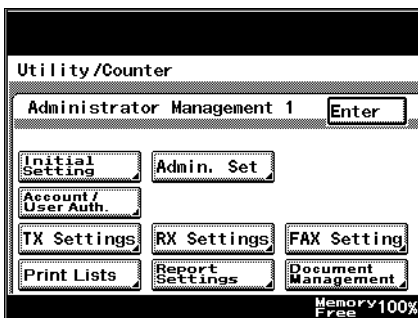 Utility/Counter
Administrator Management 1
Enter
Initial Setting
Admin. Set
Account/ User Auth.
TX Settings
RX Settings
FAX Setting
Print Lists
Report Settings
Document Management
Memory Free 100%